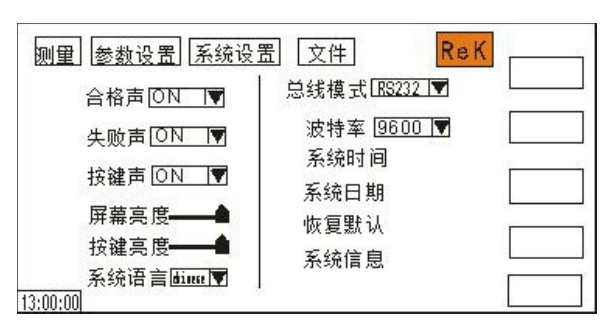 测量 参数设置 系统设置 文件 ReK
合格声 ON
失败声 ON
按键声 ON
屏幕亮度
按键亮度
系统语言 chinese
总线模式 RS232
波特率 9600
系统时间
系统日期
恢复默认
系统信息
13:00:00